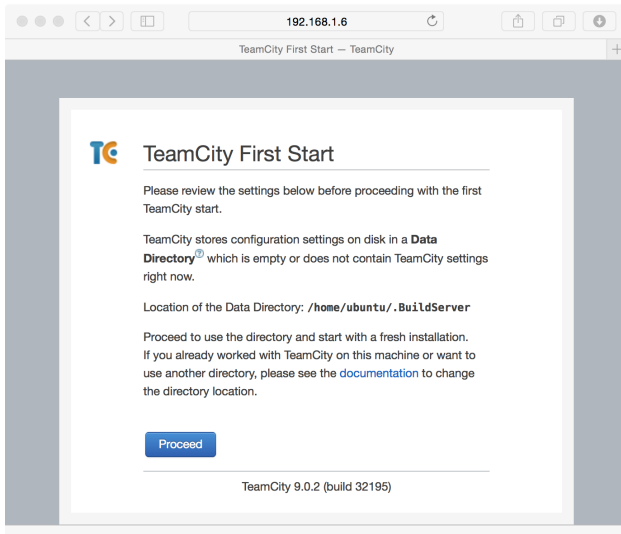 192.168.1.6
TeamCity First Start — TeamCity
TC
TeamCity First Start
Please review the settings below before proceeding with the first
TeamCity start.
TeamCity stores configuration settings on disk in a Data
Directory? which is empty or does not contain TeamCity settings
right now.
Location of the Data Directory: /home/ubuntu/.BuildServer
Proceed to use the directory and start with a fresh installation.
If you already worked with TeamCity on this machine or want to
use another directory, please see the documentation to change
the directory location.
Proceed
TeamCity 9.0.2 (build 32195)